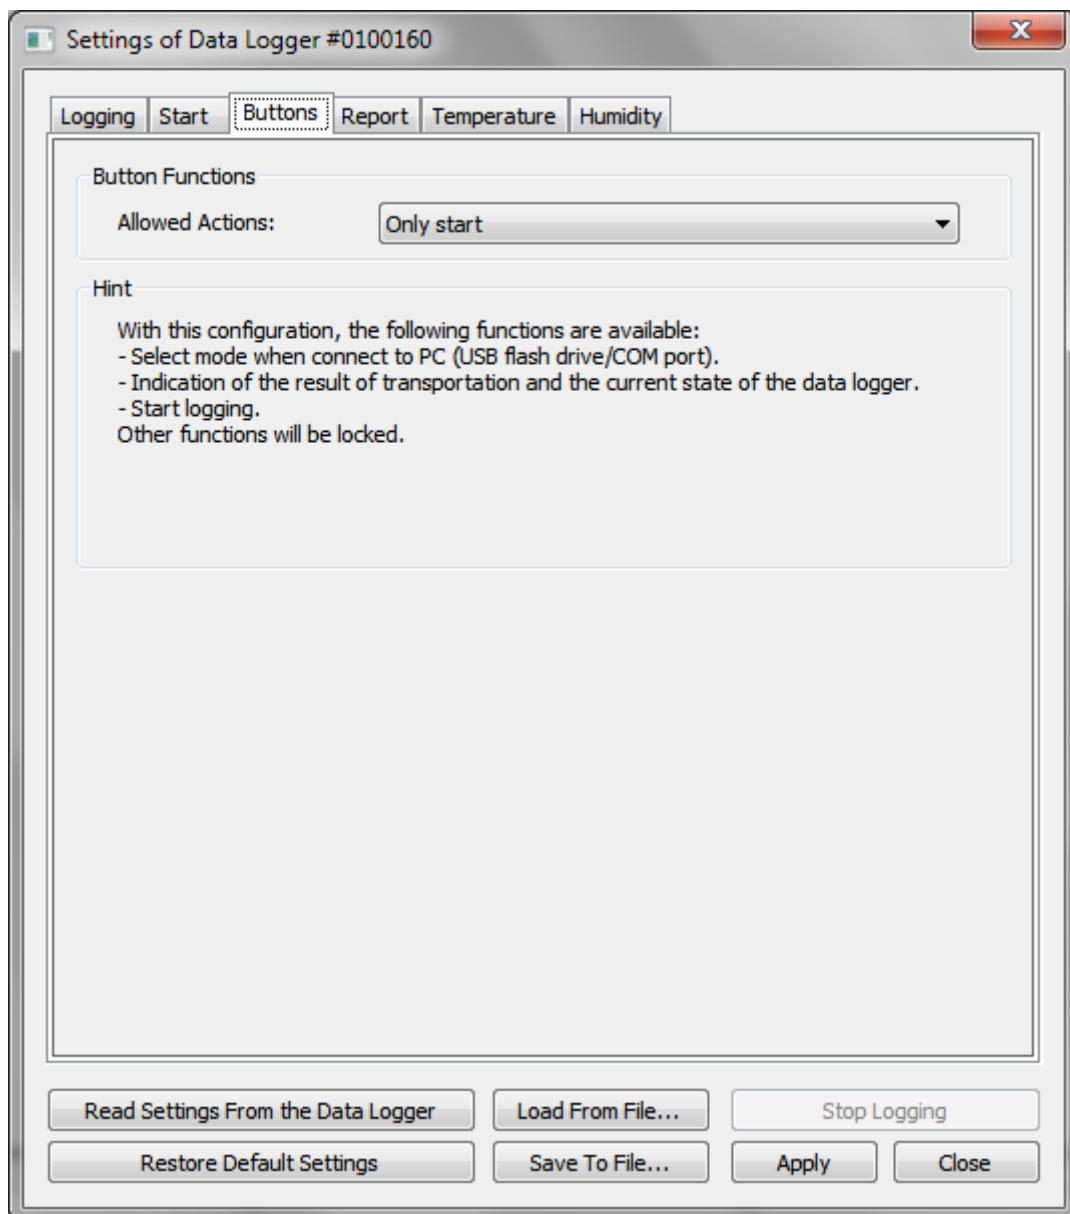 Settings of Data Logger #0100160
X
Logging Start Buttons Report Temperature Humidity
Button Functions
Allowed Actions: Only start
Hint
With this configuration, the following functions are available:
- Select mode when connect to PC (USB flash drive/COM port).
- Indication of the result of transportation and the current state of the data logger.
- Start logging.
Other functions will be locked.
Read Settings From the Data Logger Load From File... Stop Logging
Restore Default Settings Save To File... Apply Close